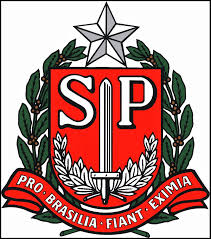 SP
PRO · BRASILIA · FIANT · EXIMIA